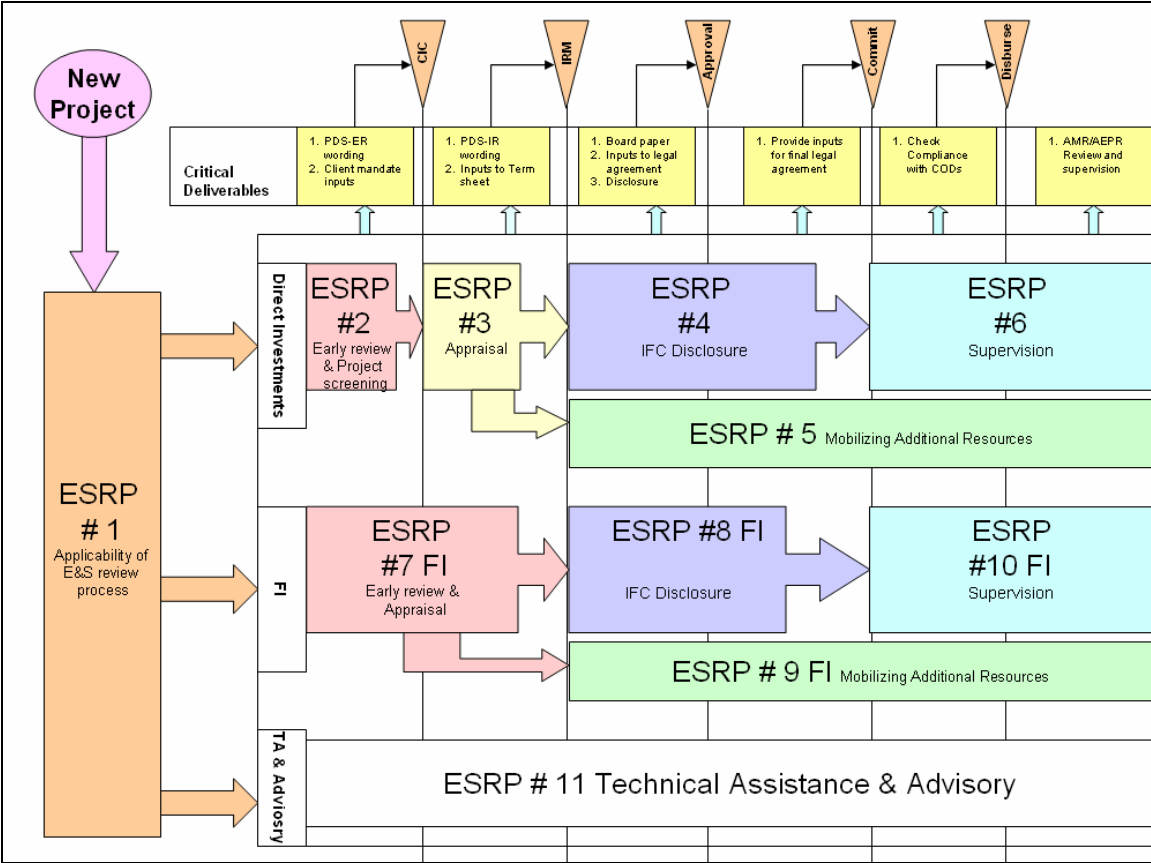 New
Project
CIC
IRM
Approval
Commit
Disburse
Critical
Deliverables
1. PDS-ER
wording
2. Client mandate
inputs
1. PDS-IR
wording
2. Inputs to Term
sheet
1. Board paper
2. Inputs to legal
agreement
3. Disclosure
1. Provide inputs
for final legal
agreement
1. Check
Compliance
with CODs
1. AMR/AEPR
Review and
supervision
ESRP
# 1
Applicability of
E&S review
process
Direct Investments
ESRP
#2
Early review
& Project
screening
ESRP
#3
Appraisal
ESRP
#4
IFC Disclosure
ESRP
#6
Supervision
ESRP # 5 Mobilizing Additional Resources
FI
ESRP
#7 FI
Early review &
Appraisal
ESRP #8 FI
IFC Disclosure
ESRP
#10 FI
Supervision
ESRP # 9 FI Mobilizing Additional Resources
TA & Adviosry
ESRP # 11 Technical Assistance & Advisory